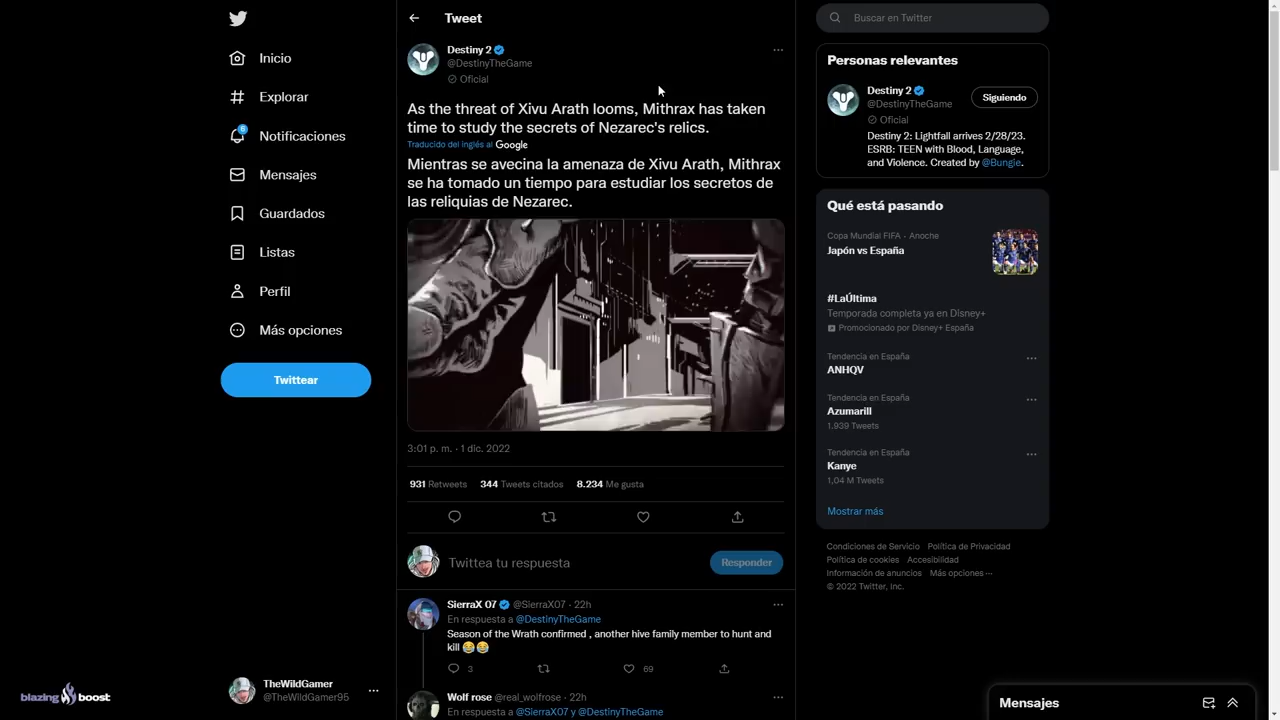 Inicio
Explorar
6
Notificaciones
Mensajes
Guardados
Listas
Perfil
Más opciones
Twittear
TheWildGamer
@TheWildGamer95
blazing boost
Tweet
Destiny 2
@DestinyTheGame
Oficial
As the threat of Xivu Arath looms, Mithrax has taken
time to study the secrets of Nezarec's relics.
Traducido del inglés al Google
Mientras se avecina la amenaza de Xivu Arath, Mithrax
se ha tomado un tiempo para estudiar los secretos de
las reliquias de Nezarec.
3:01 p. m. · 1 dic. 2022
931 Retweets 344 Tweets citados 8.234 Me gusta
Twittea tu respuesta
Responder
SierraX 07 @SierraX07 · 22h
En respuesta a @DestinyTheGame
Season of the Wrath confirmed , another hive family member to hunt and
kill 😂😂
3 69
Wolf rose @real_wolfrose · 22h
En respuesta a @SierraX07 y @DestinyTheGame
Buscar en Twitter
Personas relevantes
Destiny 2
@DestinyTheGame
Siguiendo
Oficial
Destiny 2: Lightfall arrives 2/28/23.
ESRB: TEEN with Blood, Language,
and Violence. Created by @Bungie.
Qué está pasando
Copa Mundial FIFA · Anoche
Japón vs España
#LaÚltima
Temporada completa ya en Disney+
Promocionado por Disney+ España
Tendencia en España
ANHQV
Tendencia en España
Azumarill
1.939 Tweets
Tendencia en España
Kanye
1,04 M Tweets
Mostrar más
Condiciones de Servicio Política de Privacidad
Política de cookies Accesibilidad
Información de anuncios Más opciones ···
© 2022 Twitter, Inc.
Mensajes